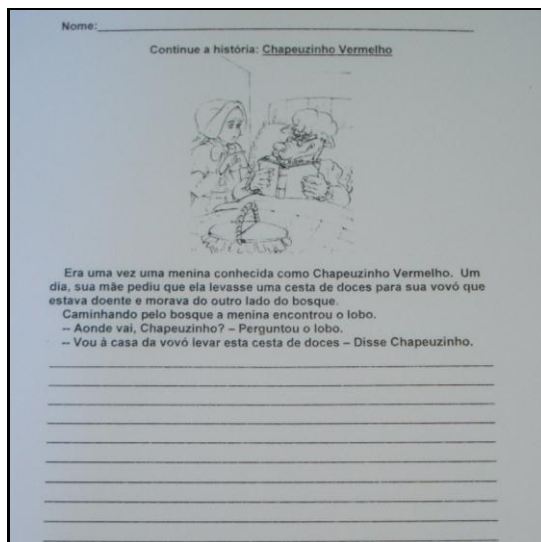 Nome:
Continue a história: Chapeuzinho Vermelho
Era uma vez uma menina conhecida como Chapeuzinho Vermelho. Um
dia, sua mãe pediu que ela levasse uma cesta de doces para sua vovó que
estava doente e morava do outro lado do bosque.
Caminhando pelo bosque a menina encontrou o lobo.
-- Aonde vai, Chapeuzinho? – Perguntou o lobo.
-- Vou à casa da vovó levar esta cesta de doces – Disse Chapeuzinho.